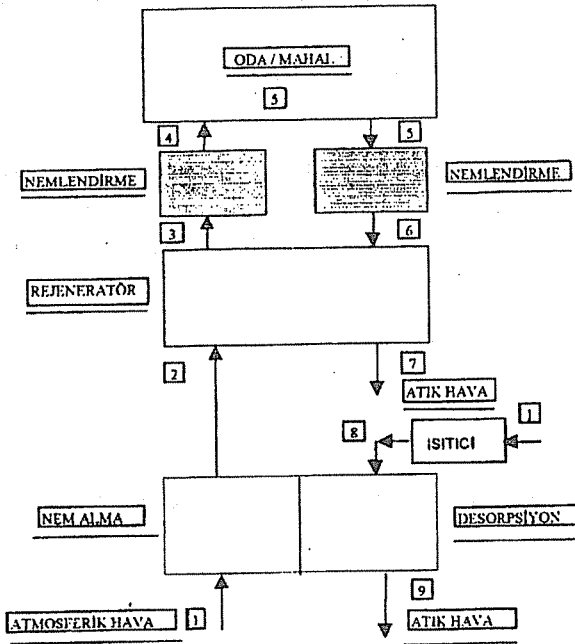 ODA / MAHAL
5
4
5
NEMLENDİRME
NEMLENDİRME
3
6
REJENERATÖR
2
7
ATIK HAVA
8
ISITICI
1
NEM ALMA
DESORPSİYON
9
ATMOSFERİK HAVA
1
ATIK HAVA